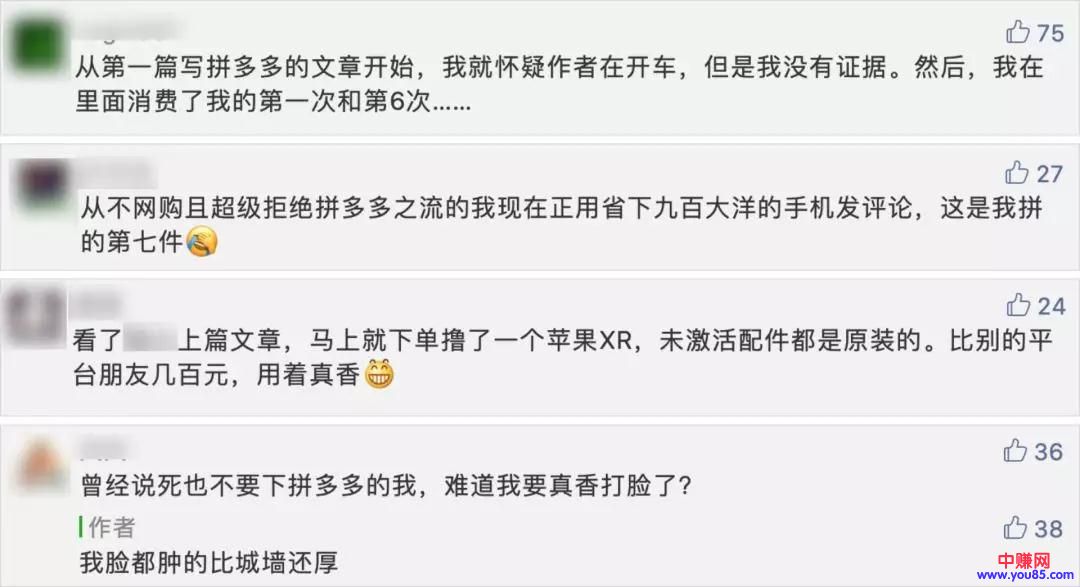 75
从第一篇写拼多多的文章开始，我就怀疑作者在开车，但是我没有证据。然后，我在
里面消费了我的第一次和第6次……
27
从不网购且超级拒绝拼多多之流的我现在正用省下九百大洋的手机发评论，这是我拼
的第七件🤣
24
看了 上篇文章，马上就下单撸了一个苹果XR，未激活配件都是原装的。比别的平
台朋友几百元，用着真香😁
36
曾经说死也不要下拼多多的我，难道我要真香打脸了？
作者
38
我脸都肿的比城墙还厚
中赚网
www.you85.com